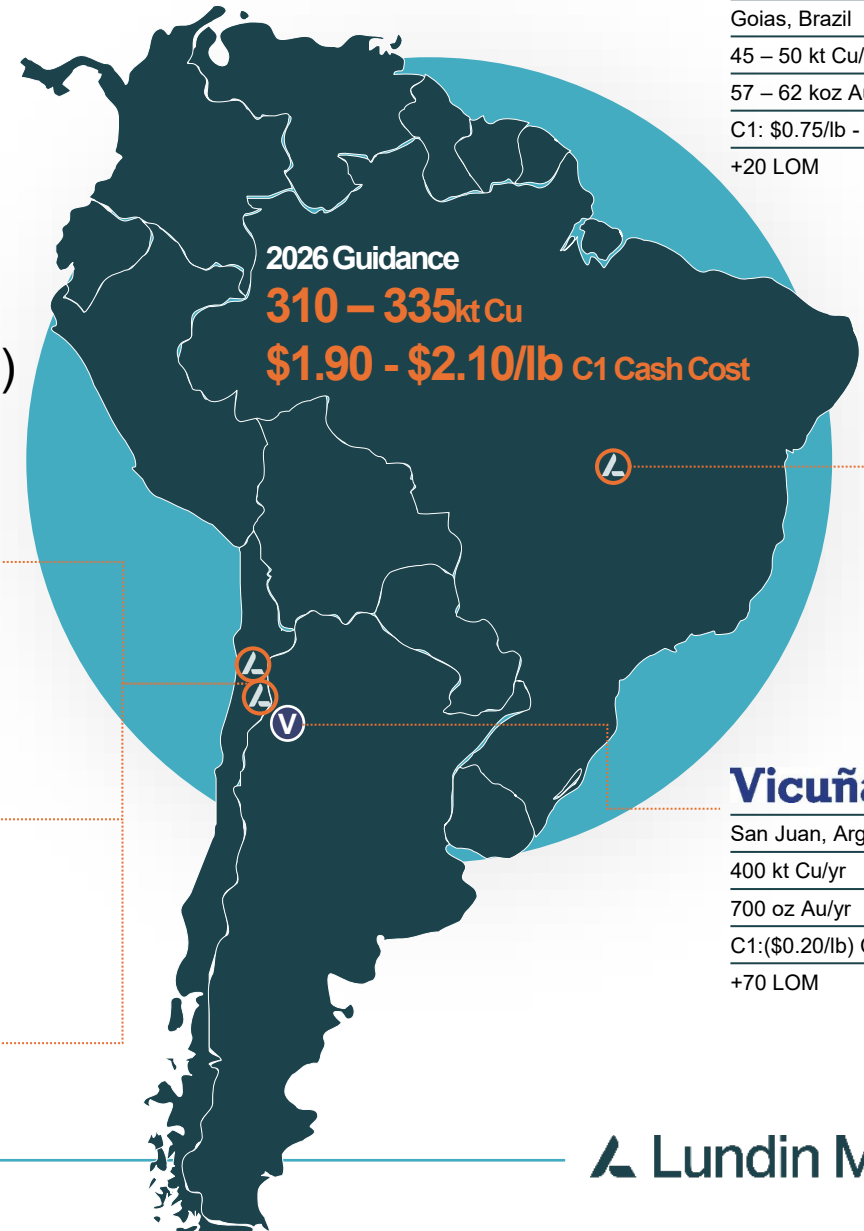 Goias, Brazil
45 – 50 kt Cu/
57 – 62 koz A
C1: $0.75/lb -
+20 LOM
2026 Guidance
310 – 335kt Cu
$1.90 - $2.10/lb C1 Cash Cost
)
V
Vicuña
San Juan, Arg
400 kt Cu/yr
700 oz Au/yr
C1:($0.20/lb)
+70 LOM
Lundin M